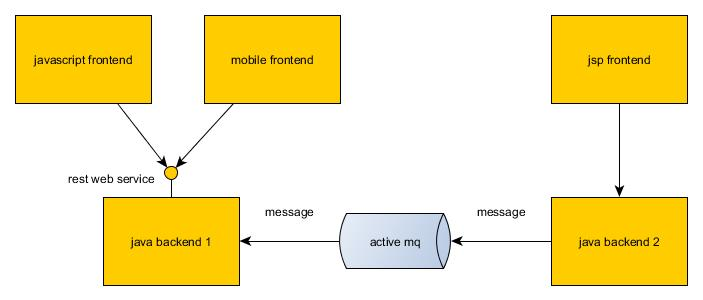 javascript frontend
mobile frontend
jsp frontend
rest web service
message
message
java backend 1
active mq
java backend 2